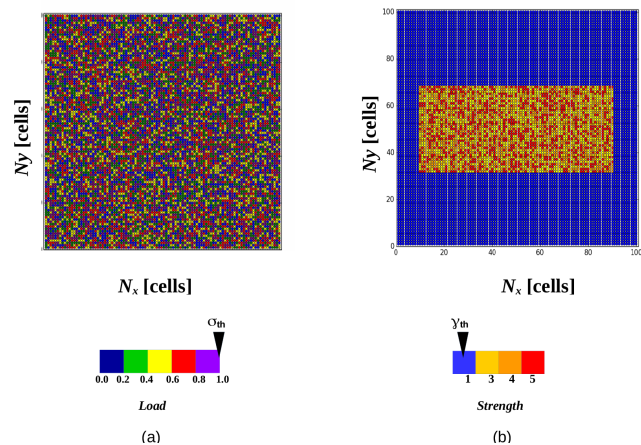 Ny [cells]
Nx [cells]
σth
0.0 0.2 0.4 0.6 0.8 1.0
Load
(a)
100
80
60
40
20
0
0 20 40 60 80 100
Ny [cells]
Nx [cells]
γth
1 3 4 5
Strength
(b)